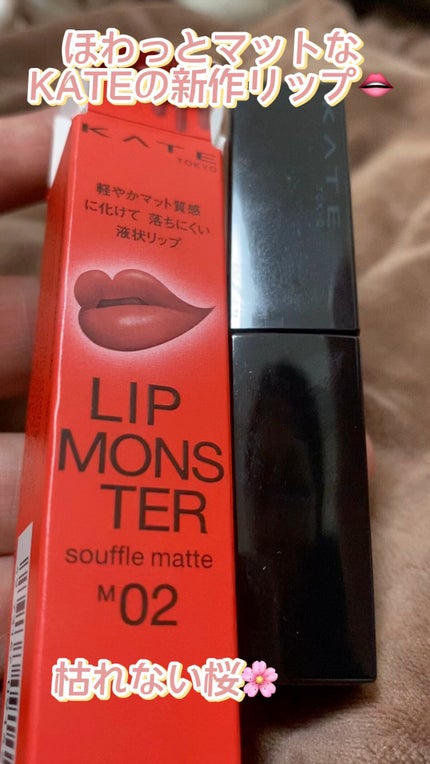 ほわっとマットな
KATEの新作リップ👄
KATE
TOKYO
軽やかマット質感
に化けて 落ちにくい
液状リップ
LIP
MONS
TER
souffle matte
M02
KATE
TOKYO
枯れない桜🌸